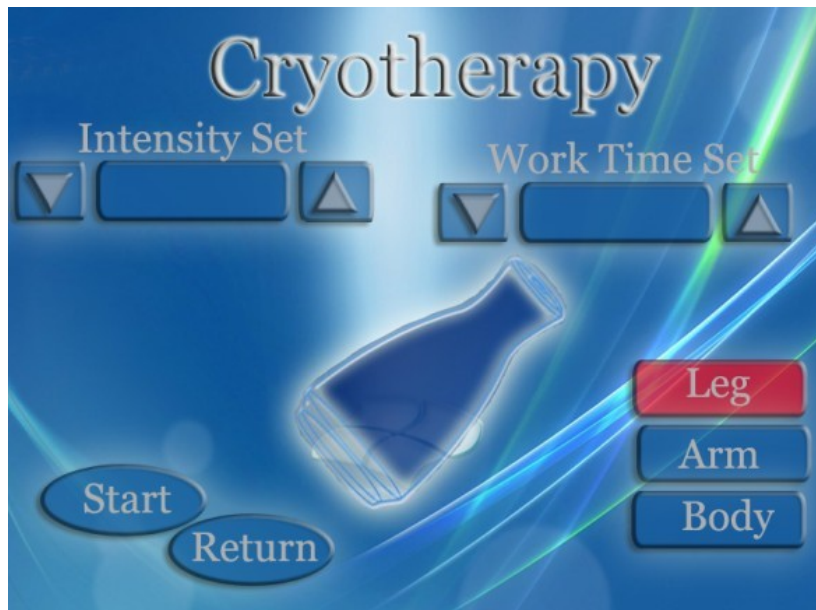 Cryotherapy
Intensity Set
Work Time Set
Leg
Arm
Body
Start
Return